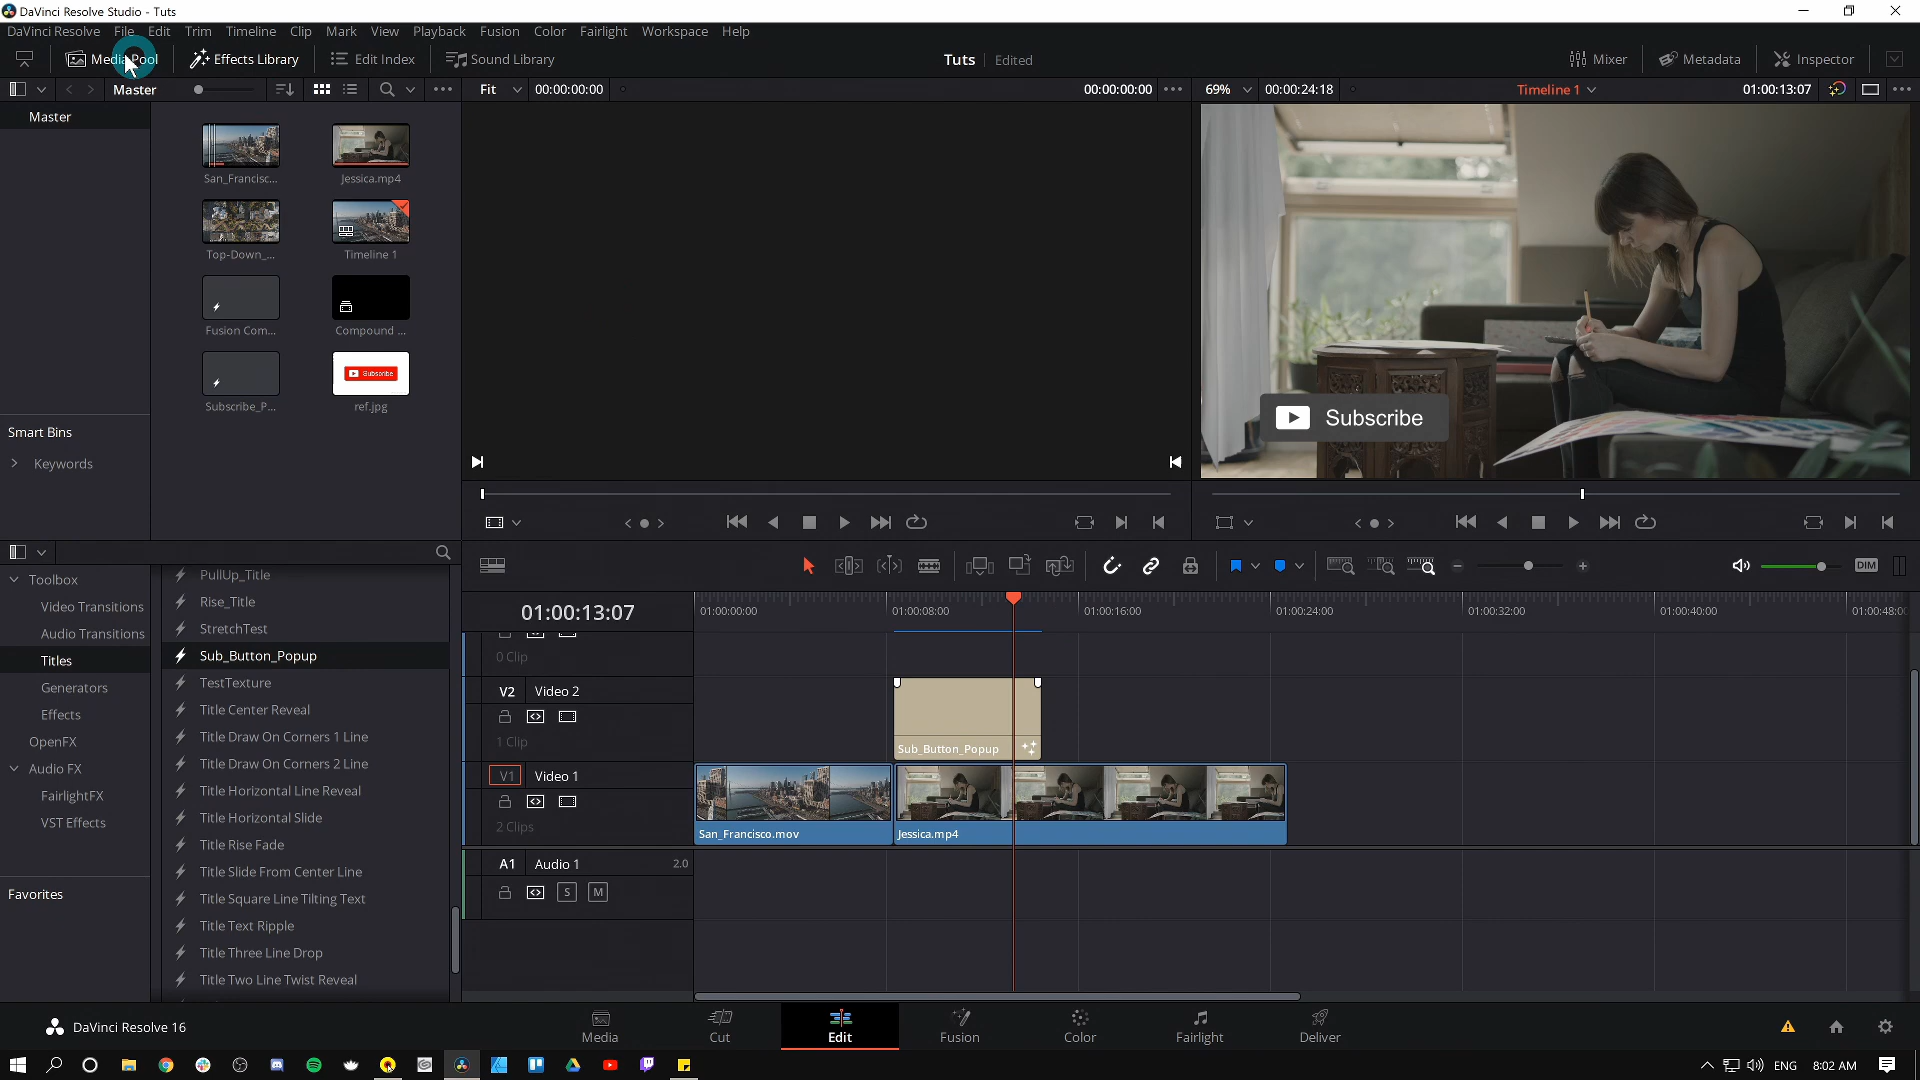 DaVinci Resolve Studio - Tuts
DaVinci Resolve File Edit Trim Timeline Clip Mark View Playback Fusion Color Fairlight Workspace Help
Media Pool Effects Library Edit Index Sound Library Tuts Edited Mixer Metadata Inspector
Master Fit 00:00:00:00 00:00:00:00 69% 00:00:24:18 Timeline 1 01:00:13:07
Master
San_Francisc... Jessica.mp4
Top-Down_... Timeline 1
Fusion Com... Compound ...
Subscribe
Subscribe_P... ref.jpg
Subscribe
Smart Bins
Keywords
Toolbox
Video Transitions
Audio Transitions
Titles
Generators
Effects
OpenFX
Audio FX
FairlightFX
VST Effects
Favorites
PullUp_Title
Rise_Title
StretchTest
Sub_Button_Popup
TestTexture
Title Center Reveal
Title Draw On Corners 1 Line
Title Draw On Corners 2 Line
Title Horizontal Line Reveal
Title Horizontal Slide
Title Rise Fade
Title Slide From Center Line
Title Square Line Tilting Text
Title Text Ripple
Title Three Line Drop
Title Two Line Twist Reveal
DIM
01:00:13:07 01:00:00:00 01:00:08:00 01:00:16:00 01:00:24:00 01:00:32:00 01:00:40:00 01:00:48:00
0 Clip
V2 Video 2
1 Clip
Sub_Button_Popup
V1 Video 1
2 Clips
San_Francisco.mov Jessica.mp4
A1 Audio 1 2.0
S M
DaVinci Resolve 16 Media Cut Edit Fusion Color Fairlight Deliver
ENG 8:02 AM